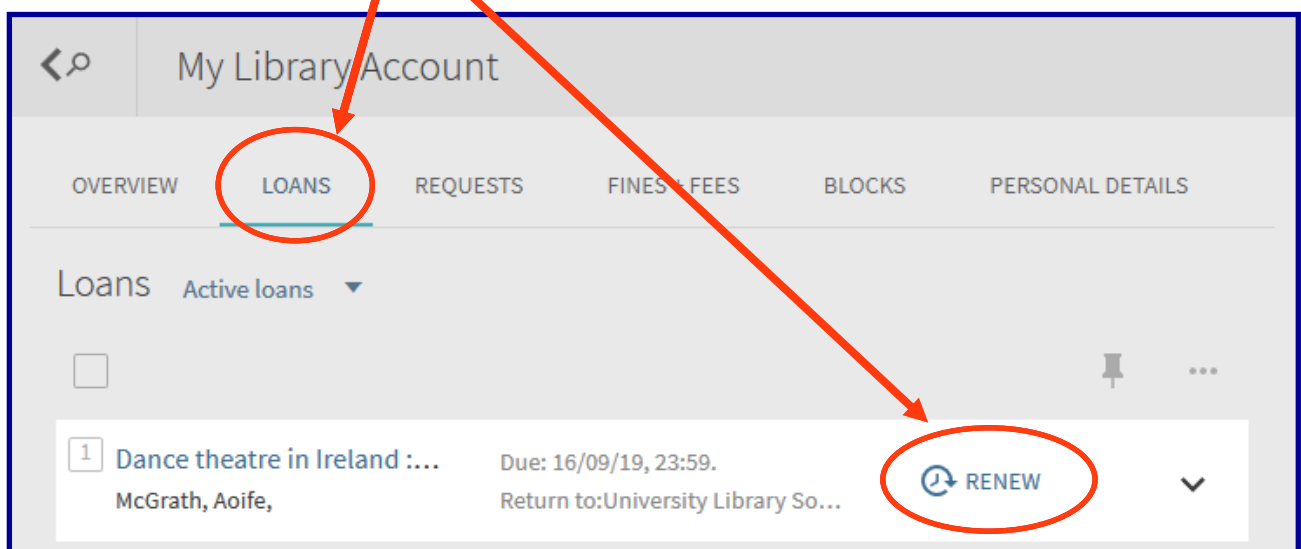 My Library Account
OVERVIEW LOANS REQUESTS FINES + FEES BLOCKS PERSONAL DETAILS
Loans Active loans
1 Dance theatre in Ireland :... Due: 16/09/19, 23:59. RENEW
McGrath, Aoife, Return to:University Library So...